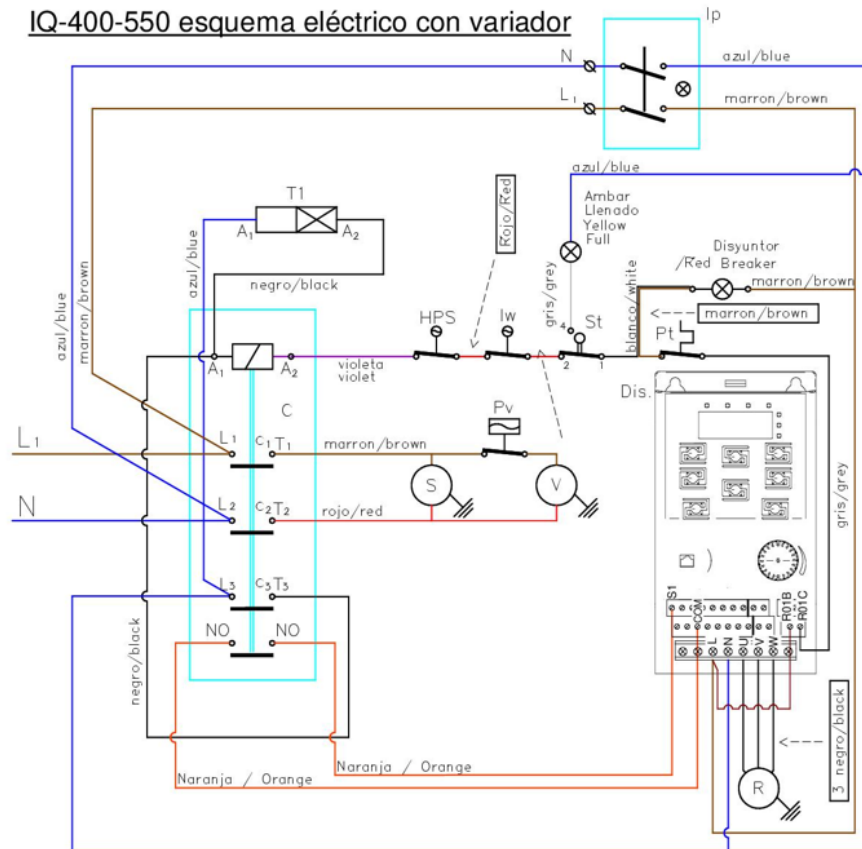 IQ-400-550 esquema eléctrico con variador
Ip
N
azul/blue
L1
marron/brown
azul/blue
Ambar
Llenado
Yellow
Full
Rojo/Red
T1
A1
A2
azul/blue
negro/black
azul/blue
marron/brown
gris/grey
blanco/white
Disyuntor
/Red Breaker
marron/brown
marron/brown
HPS
Iw
4
St
2
1
Pt
A1
A2
violeta
violet
C
Dis.
Pv
L1
L1
C1
T1
marron/brown
S
V
N
L2
C2
T2
rojo/red
gris/grey
L3
C3
T3
NO
NO
negro/black
S1
COM
R01B
R01C
L
N
U
V
W
3 negro/black
Naranja / Orange
Naranja / Orange
R